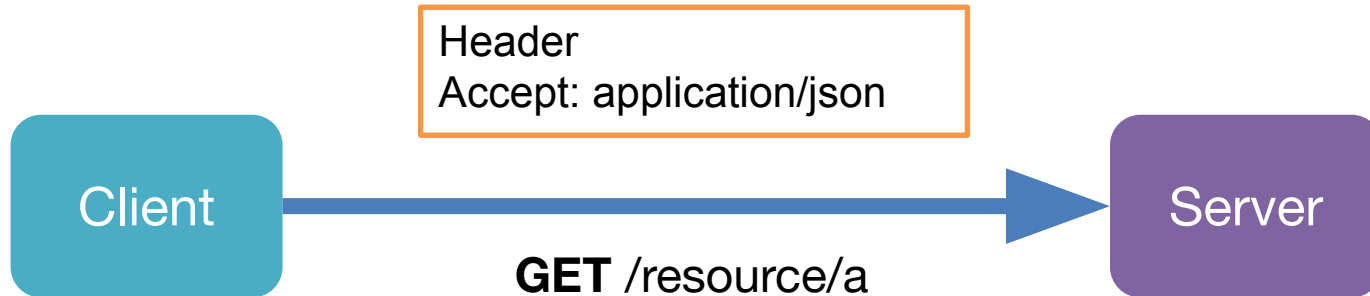 Header
Accept: application/json
Client
Server
GET /resource/a